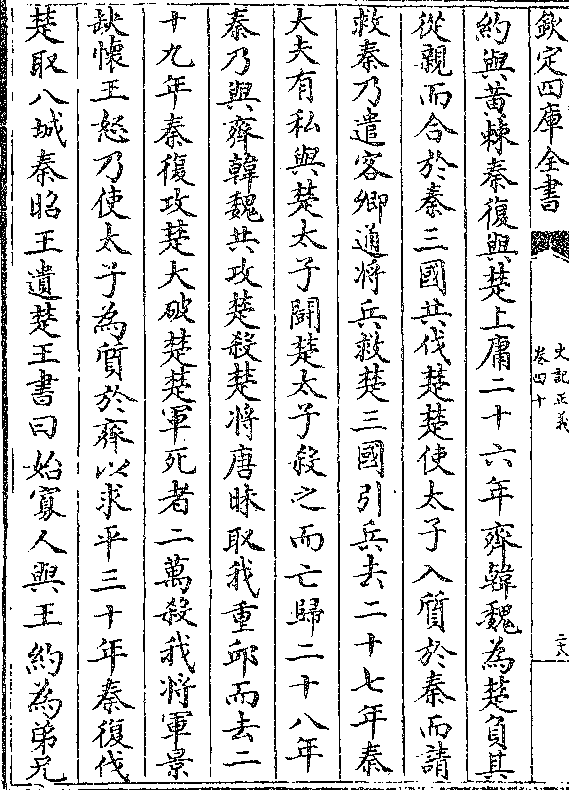 欽定四庫全書
史記正義
卷四十
約與黃棘秦復與楚上庸二十六年齊韓魏為楚負其
從親而合於秦三國共伐楚楚使太子入質於秦而請
救秦乃遣客卿通將兵救楚三國引兵去二十七年秦
大夫有私與楚太子鬭楚太子殺之而亡歸二十八年
秦乃與齊韓魏共攻楚殺楚將唐昧取我重邱而去二
十九年秦復攻楚大破楚楚軍死者二萬殺我將軍景
缺懷王恐乃使太子為質於齊以求平三十年秦復伐
楚取八城秦昭王遺楚王書曰始寡人與王約為弟兄